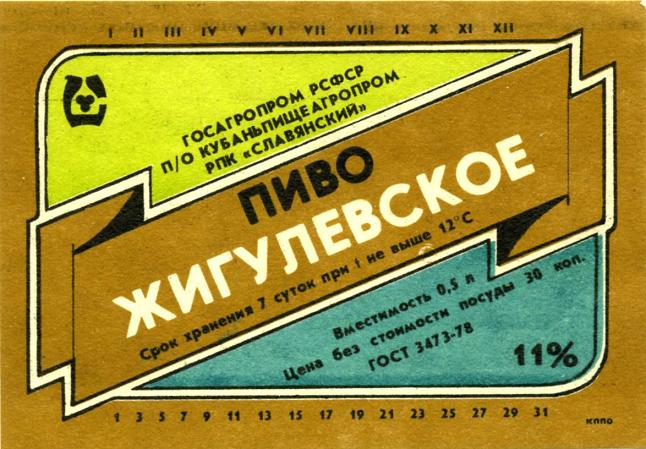 I II III IV V VI VII VIII IX X XI XII
ГОСАГРОПРОМ РСФСР
П/О КУБАНЬПИЩЕАГРОПРОМ
РПК «СЛАВЯНСКИЙ»
ПИВО
ЖИГУЛЕВСКОЕ
Срок хранения 7 суток при t не выше 12°С
Вместимость 0,5 л
Цена без стоимости посуды 30 коп.
ГОСТ 3473-78
11%
1 3 5 7 9 11 13 15 17 19 21 23 25 27 29 31
КППО